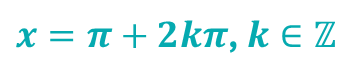 x = π + 2kπ, k ∈ ℤ